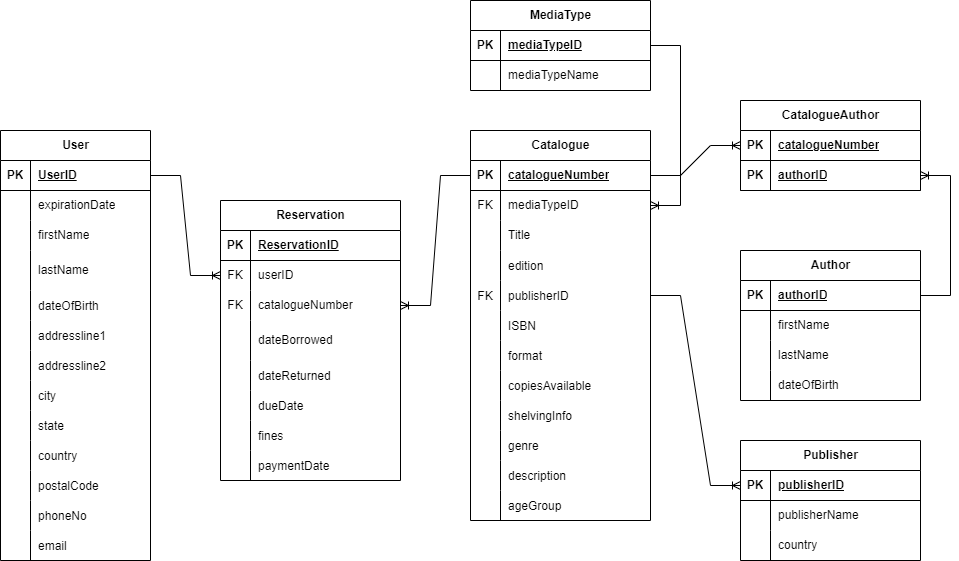 MediaType
PK mediaTypeID
mediaTypeName
User
PK UserID
expirationDate
firstName
lastName
dateOfBirth
addressline1
addressline2
city
state
country
postalCode
phoneNo
email
Reservation
PK ReservationID
FK userID
FK catalogueNumber
dateBorrowed
dateReturned
dueDate
fines
paymentDate
Catalogue
PK catalogueNumber
FK mediaTypeID
Title
edition
FK publisherID
ISBN
format
copiesAvailable
shelvingInfo
genre
description
ageGroup
CatalogueAuthor
PK catalogueNumber
PK authorID
Author
PK authorID
firstName
lastName
dateOfBirth
Publisher
PK publisherID
publisherName
country